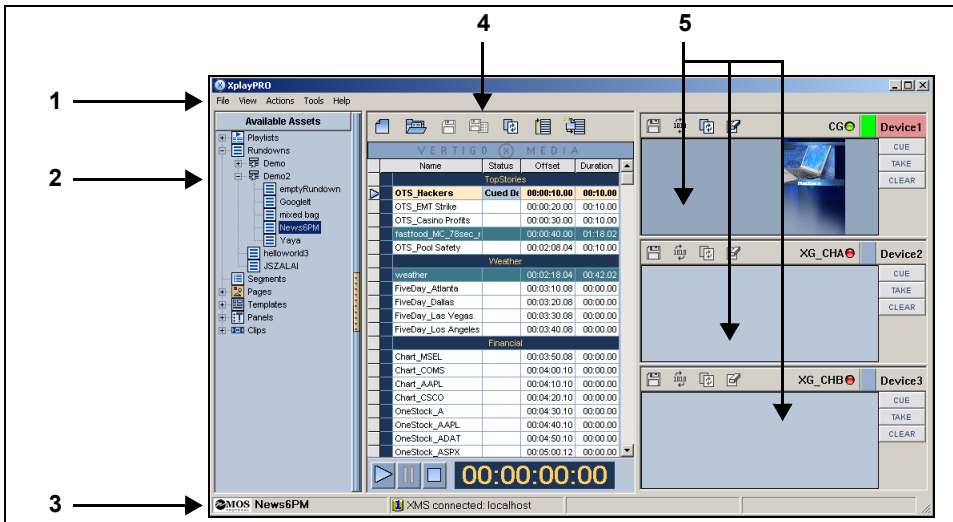 4 5
XplayPRO
1
File View Actions Tools Help
Available Assets
Playlists
Rundowns
Demo
2
Demo2
emptyRundown
GoogleIt
mixed bag
News6PM
Yaya
helloworld3
JSZALAI
Segments
Pages
Templates
Panels
Clips
VERTIGO X MEDIA
Name Status Offset Duration
TopStories
OTS_Hackers Cued De 00:00:10.00 00:10.00
OTS_EMT Strike 00:00:20.00 00:10.00
OTS_Casino Profits 00:00:30.00 00:10.00
fastfood_MC_78sec_r 00:00:40.00 01:18.02
OTS_Pool Safety 00:02:08.04 00:10.00
Weather
weather 00:02:18.04 00:42.02
FiveDay_Atlanta 00:03:10.08 00:00.00
FiveDay_Dallas 00:03:20.08 00:00.00
FiveDay_Las Vegas 00:03:30.08 00:00.00
FiveDay_Los Angeles 00:03:40.08 00:00.00
Financial
Chart_MSEL 00:03:50.08 00:00.00
Chart_COMS 00:04:00.10 00:00.00
Chart_AAPL 00:04:10.10 00:00.00
Chart_CSCO 00:04:20.10 00:00.00
OneStock_A 00:04:30.10 00:00.00
OneStock_AAPL 00:04:40.10 00:00.00
OneStock_ADAT 00:04:50.10 00:00.00
OneStock_ASPX 00:05:00.12 00:00.00
00:00:00:00
CG Device1
CUE
TAKE
CLEAR
Hackers
XG_CHA Device2
CUE
TAKE
CLEAR
XG_CHB Device3
CUE
TAKE
CLEAR
3
MOS PROTOCOL News6PM XMS connected: localhost